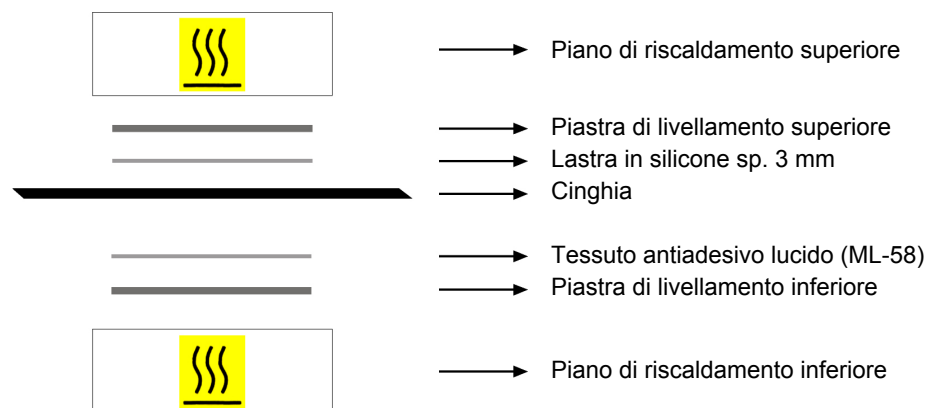 Piano di riscaldamento superiore
Piastra di livellamento superiore
Lastra in silicone sp. 3 mm
Cinghia
Tessuto antiadesivo lucido (ML-58)
Piastra di livellamento inferiore
Piano di riscaldamento inferiore